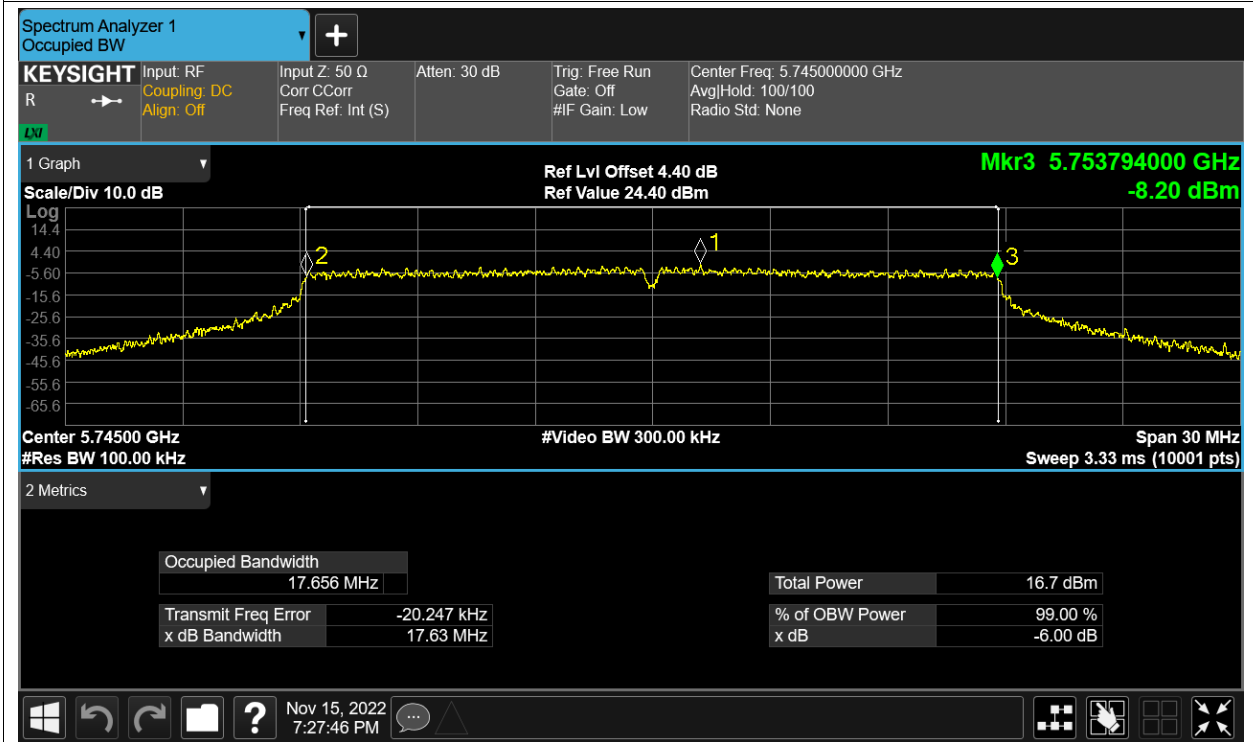 Spectrum Analyzer 1
Occupied BW
+
KEYSIGHT
R
LXI
Input: RF
Coupling: DC
Align: Off
Input Z: 50 Ω
Corr CCorr
Freq Ref: Int (S)
Atten: 30 dB
Trig: Free Run
Gate: Off
#IF Gain: Low
Center Freq: 5.745000000 GHz
Avg|Hold: 100/100
Radio Std: None
1 Graph
Scale/Div 10.0 dB
Ref Lvl Offset 4.40 dB
Ref Value 24.40 dBm
Mkr3 5.753794000 GHz
-8.20 dBm
Log
14.4
4.40
-5.60
-15.6
-25.6
-35.6
-45.6
-55.6
-65.6
2
1
3
Center 5.74500 GHz
#Res BW 100.00 kHz
#Video BW 300.00 kHz
Span 30 MHz
Sweep 3.33 ms (10001 pts)
2 Metrics
Occupied Bandwidth
17.656 MHz
Transmit Freq Error -20.247 kHz
x dB Bandwidth 17.63 MHz
Total Power 16.7 dBm
% of OBW Power 99.00 %
x dB -6.00 dB
?
Nov 15, 2022
7:27:46 PM